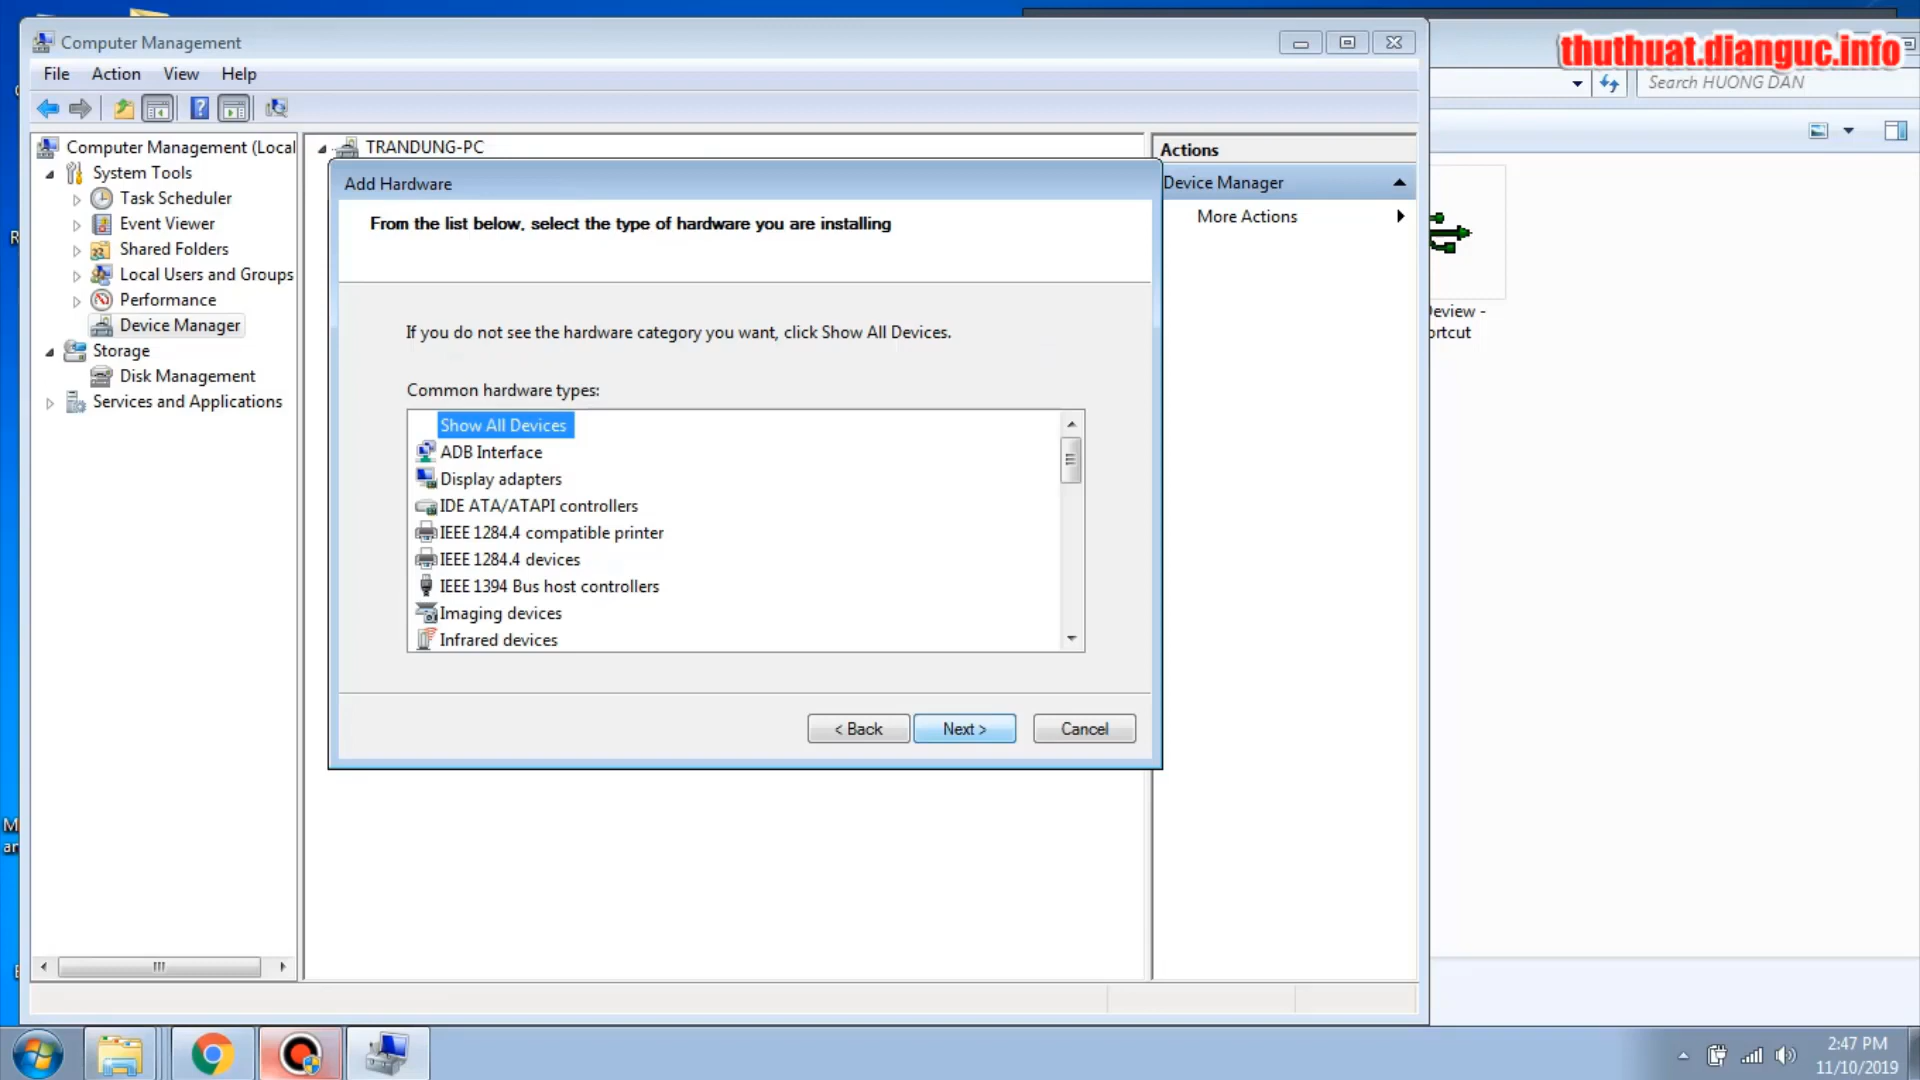 Computer Management
thuthuat.dianguc.info
File Action View Help
Search HUONG DAN
Computer Management (Local
System Tools
Task Scheduler
Event Viewer
Shared Folders
Local Users and Groups
Performance
Device Manager
Storage
Disk Management
Services and Applications
TRANDUNG-PC
Add Hardware
From the list below, select the type of hardware you are installing
If you do not see the hardware category you want, click Show All Devices.
Common hardware types:
Show All Devices
ADB Interface
Display adapters
IDE ATA/ATAPI controllers
IEEE 1284.4 compatible printer
IEEE 1284.4 devices
IEEE 1394 Bus host controllers
Imaging devices
Infrared devices
< Back
Next >
Cancel
Actions
Device Manager
More Actions
eview -
ortcut
2:47 PM
11/10/2019